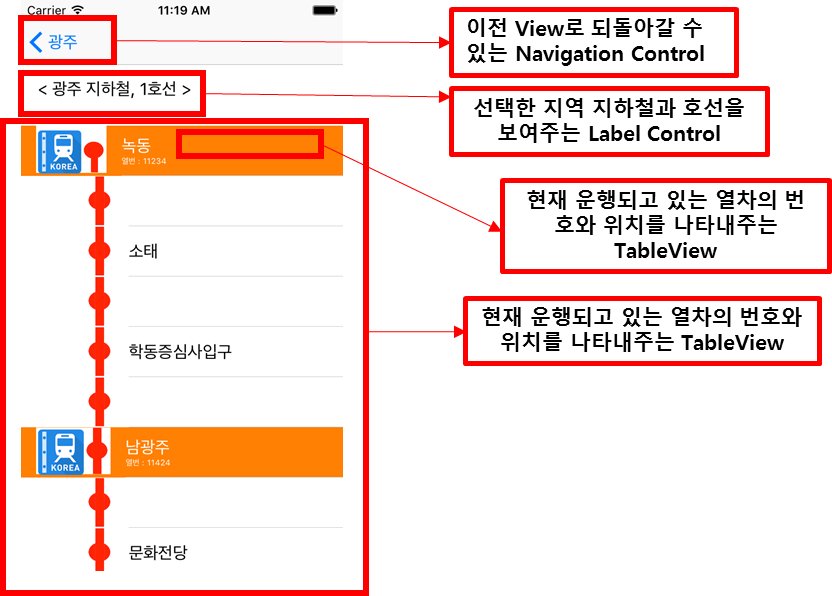 Carrier 11:19 AM
광주
< 광주 지하철, 1호선 >
KOREA
녹동
열번 : 11234
소태
학동증심사입구
KOREA
남광주
열번 : 11424
문화전당
이전 View로 되돌아갈 수
있는 Navigation Control
선택한 지역 지하철과 호선을
보여주는 Label Control
현재 운행되고 있는 열차의 번
호와 위치를 나타내주는
TableView
현재 운행되고 있는 열차의 번호와
위치를 나타내주는 TableView